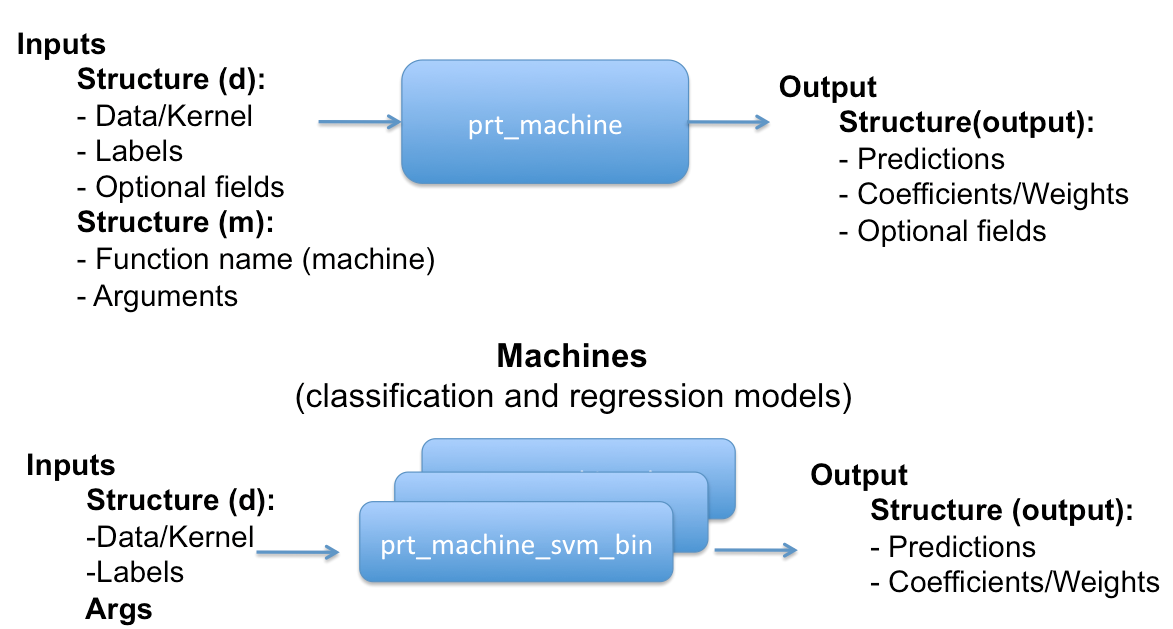 Inputs
Structure (d):
- Data/Kernel
- Labels
- Optional fields
Structure (m):
- Function name (machine)
- Arguments
prt_machine
Output
Structure(output):
- Predictions
- Coefficients/Weights
- Optional fields
Machines
(classification and regression models)
Inputs
Structure (d):
-Data/Kernel
-Labels
Args
prt_machine_svm_bin
Output
Structure (output):
- Predictions
- Coefficients/Weights